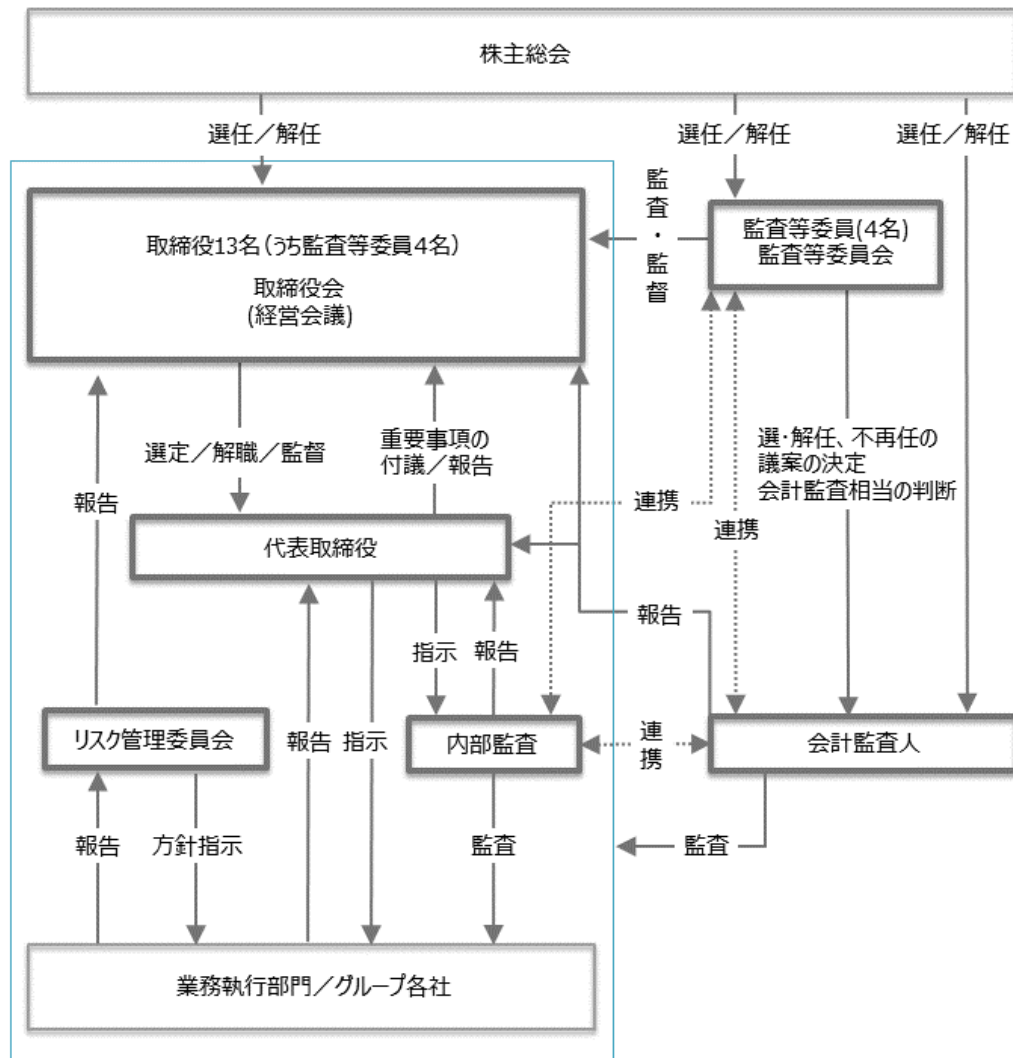 株主総会
選任／解任
選任／解任
選任／解任
取締役13名（うち監査等委員４名）
取締役会
(経営会議)
監査・監督
監査等委員(4名)
監査等委員会
選定／解職／監督
重要事項の
付議／報告
選・解任、不再任の
議案の決定
会計監査相当の判断
報告
連携
連携
代表取締役
指示
報告
報告
リスク管理委員会
報告
指示
内部監査
連携
会計監査人
報告
方針指示
監査
監査
業務執行部門／グループ各社